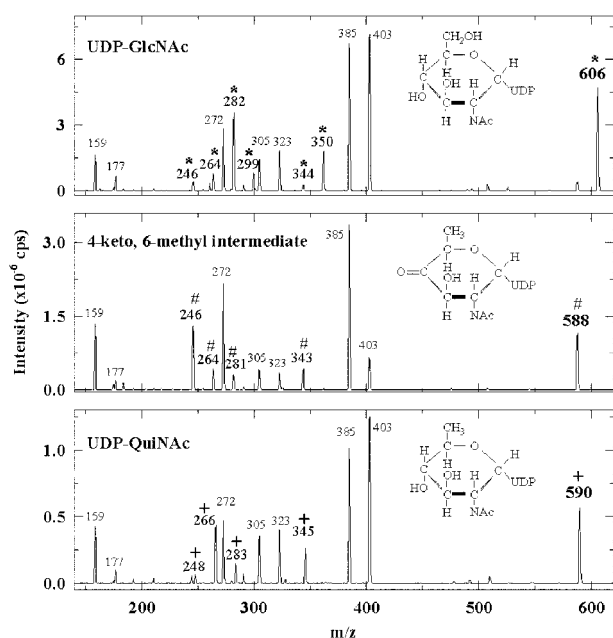 UDP-GlcNAc
385
403
CH₂OH
H
O
H
H
OH
H
HO
UDP
H
NAc
*
606
*
282
272
159
177
*
246
*
264
*
299
305
323
*
344
*
350
6
3
0
Intensity (x10⁻⁶ cps)
4-keto, 6-methyl intermediate
385
403
CH₃
O
H
H
H
O
OH
H
UDP
H
NAc
#
588
272
159
177
#
246
#
264
#
281
305
323
#
343
3.0
1.5
0.0
UDP-QuiNAc
385
403
CH₃
H
O
H
H
OH
H
HO
UDP
H
NAc
+
590
159
177
+
248
+
266
272
+
283
305
323
+
345
1.0
0.5
0.0
200
300
400
500
600
m/z